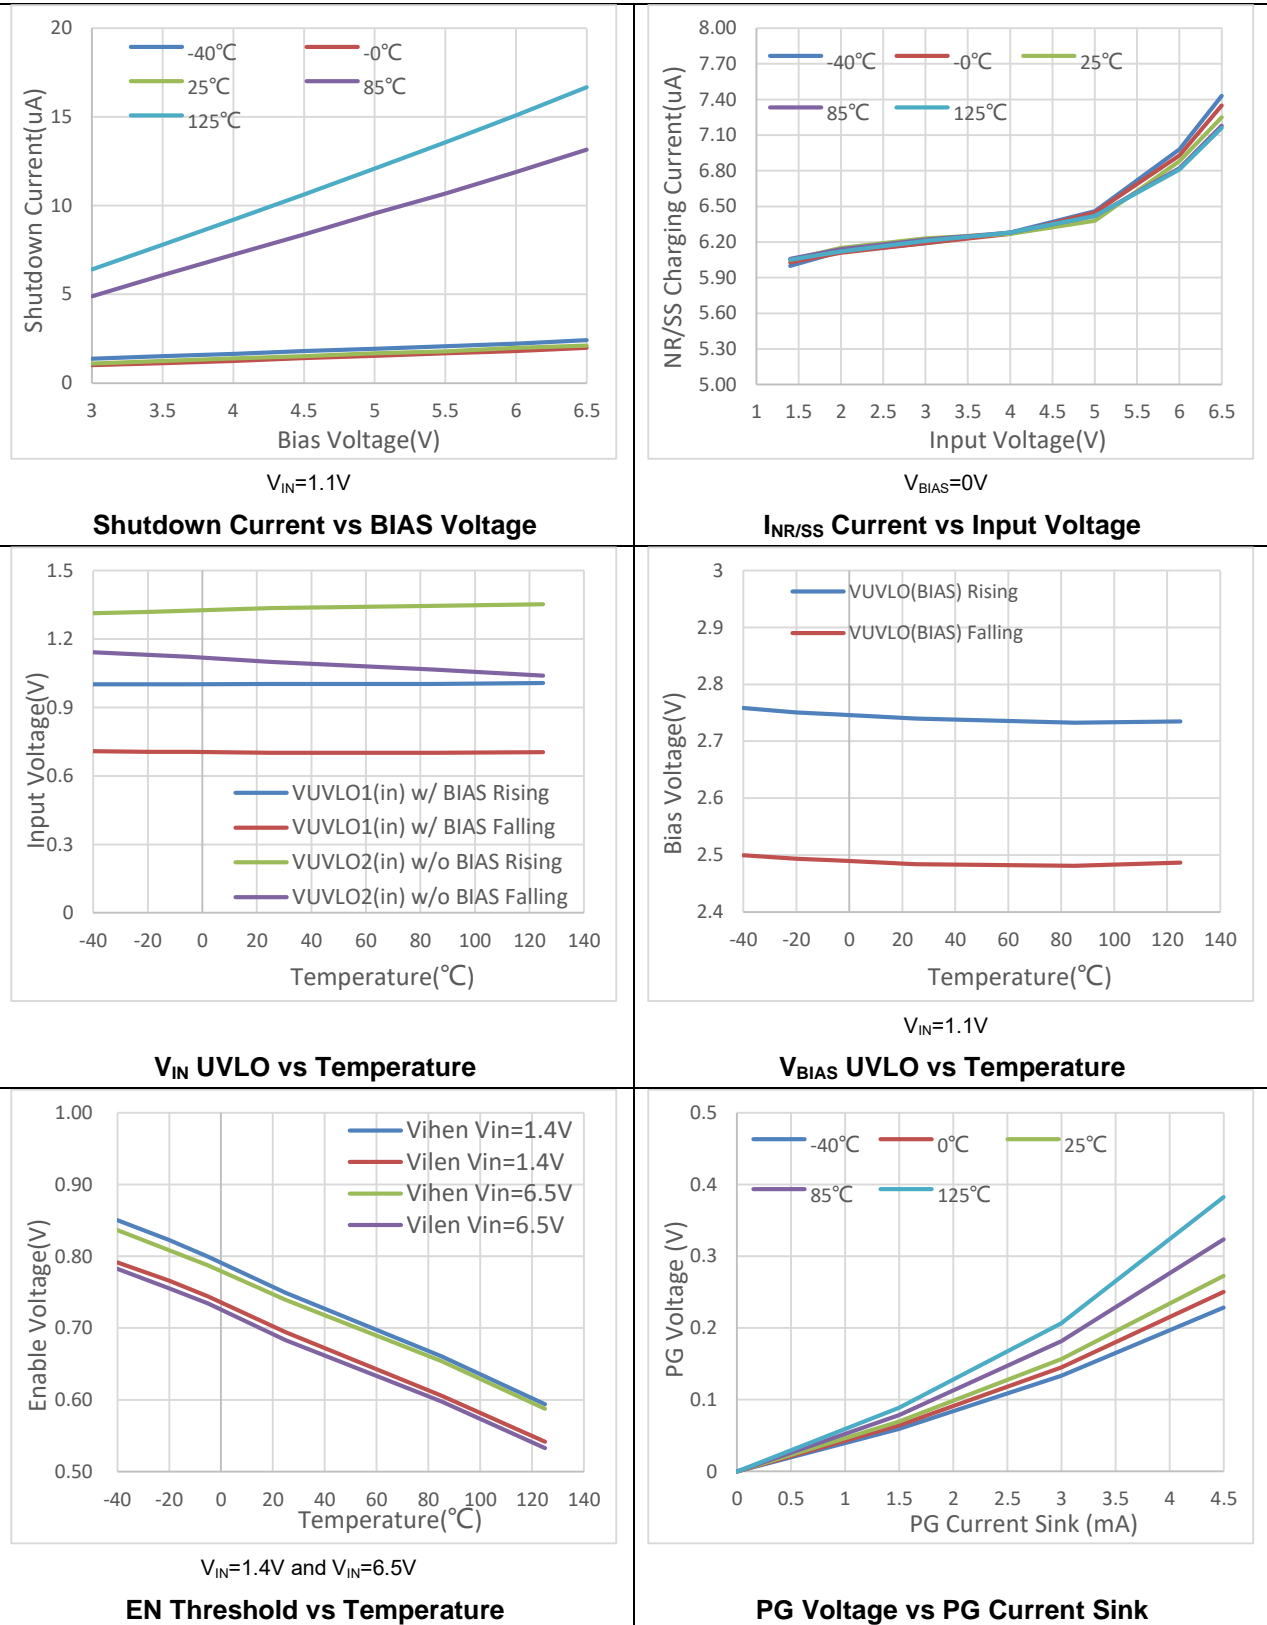 20
15
10
5
0
Shutdown Current(uA)
-40℃
-0℃
25℃
85℃
125℃
3 3.5 4 4.5 5 5.5 6 6.5
Bias Voltage(V)
VIN=1.1V
Shutdown Current vs BIAS Voltage
8.00
7.70
7.40
7.10
6.80
6.50
6.20
5.90
5.60
5.30
5.00
NR/SS Charging Current(uA)
-40℃
-0℃
25℃
85℃
125℃
1 1.5 2 2.5 3 3.5 4 4.5 5 5.5 6 6.5
Input Voltage(V)
VBIAS=0V
INR/SS Current vs Input Voltage
1.5
1.2
0.9
0.6
0.3
0
Input Voltage(V)
VUVLO1(in) w/ BIAS Rising
VUVLO1(in) w/ BIAS Falling
VUVLO2(in) w/o BIAS Rising
VUVLO2(in) w/o BIAS Falling
-40 -20 0 20 40 60 80 100 120 140
Temperature(℃)
VIN UVLO vs Temperature
3
2.9
2.8
2.7
2.6
2.5
2.4
Bias Voltage(V)
VUVLO(BIAS) Rising
VUVLO(BIAS) Falling
-40 -20 0 20 40 60 80 100 120 140
Temperature(℃)
VIN=1.1V
VBIAS UVLO vs Temperature
1.00
0.90
0.80
0.70
0.60
0.50
Enable Voltage(V)
Vihen Vin=1.4V
Vilen Vin=1.4V
Vihen Vin=6.5V
Vilen Vin=6.5V
-40 -20 0 20 40 60 80 100 120 140
Temperature(℃)
VIN=1.4V and VIN=6.5V
EN Threshold vs Temperature
0.5
0.4
0.3
0.2
0.1
0
PG Voltage (V)
-40℃
0℃
25℃
85℃
125℃
0 0.5 1 1.5 2 2.5 3 3.5 4 4.5
PG Current Sink (mA)
PG Voltage vs PG Current Sink